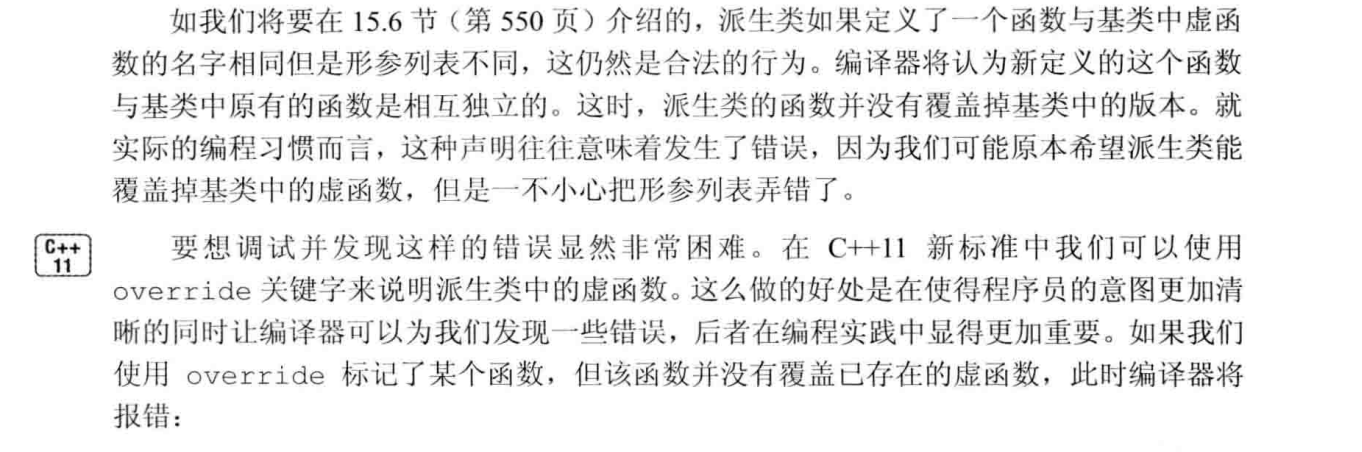 如我们将要在 15.6 节（第 550 页）介绍的，派生类如果定义了一个函数与基类中虚函
数的名字相同但是形参列表不同，这仍然是合法的行为。编译器将认为新定义的这个函数
与基类中原有的函数是相互独立的。这时，派生类的函数并没有覆盖掉基类中的版本。就
实际的编程习惯而言，这种声明往往意味着发生了错误，因为我们可能原本希望派生类能
覆盖掉基类中的虚函数，但是一不小心把形参列表弄错了。
C++
11
要想调试并发现这样的错误显然非常困难。在 C++11 新标准中我们可以使用
override 关键字来说明派生类中的虚函数。这么做的好处是在使得程序员的意图更加清
晰的同时让编译器可以为我们发现一些错误，后者在编程实践中显得更加重要。如果我们
使用 override 标记了某个函数，但该函数并没有覆盖已存在的虚函数，此时编译器将
报错：